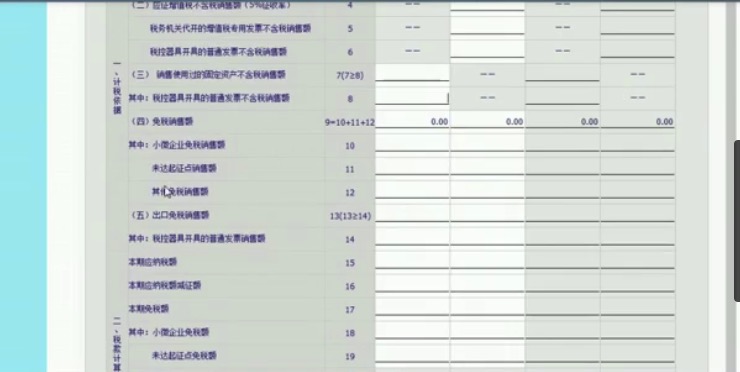 （二）应征增值税不含税销售额（5%征收率） 4 -- --
税务机关代开的增值税专用发票不含税销售额 5 -- --
税控器具开具的普通发票不含税销售额 6 -- --
一、计税依据
（三） 销售使用过的固定资产不含税销售额 7(7≥8) -- --
其中：税控器具开具的普通发票不含税销售额 8 -- --
（四）免税销售额 9=10+11+12 0.00 0.00 0.00 0.00
其中：小微企业免税销售额 10
未达起征点销售额 11
其他免税销售额 12
（五）出口免税销售额 13(13≥14)
其中：税控器具开具的普通发票销售额 14
本期应纳税额 15
本期应纳税额减征额 16
本期免税额 17
二、税款计算
其中：小微企业免税额 18
未达起征点免税额 19